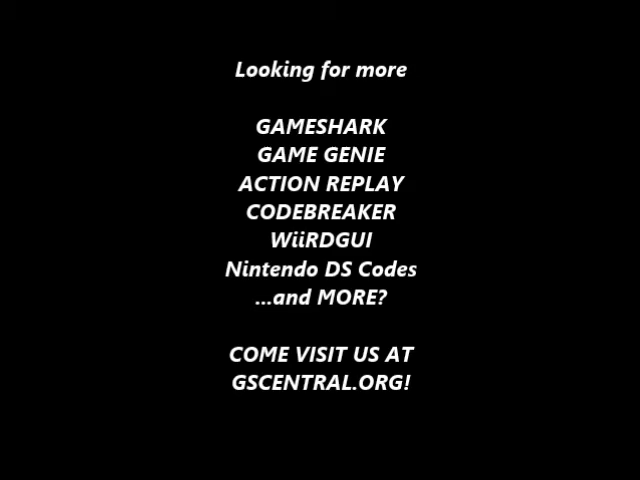 Looking for more
GAMESHARK
GAME GENIE
ACTION REPLAY
CODEBREAKER
WiiRDGUI
Nintendo DS Codes
...and MORE?
COME VISIT US AT
GSCENTRAL.ORG!